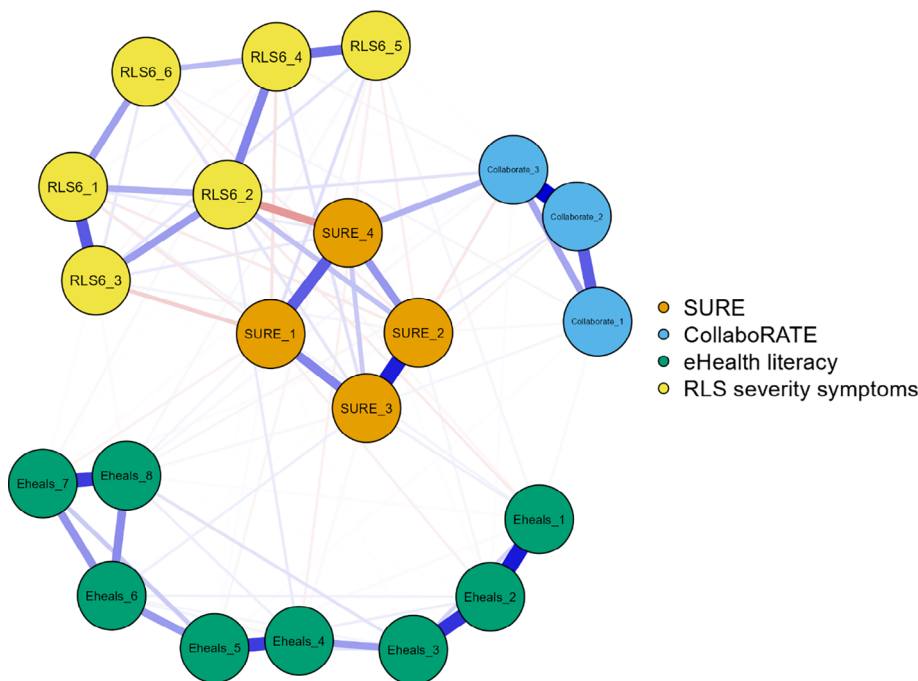 RLS6_5
RLS6_4
RLS6_6
Collaborate_3
RLS6_1
RLS6_2
Collaborate_2
SURE_4
RLS6_3
SURE_1
SURE_2
Collaborate_1
SURE_3
SURE
CollaboRATE
eHealth literacy
RLS severity symptoms
Eheals_7
Eheals_8
Eheals_1
Eheals_6
Eheals_2
Eheals_5
Eheals_4
Eheals_3